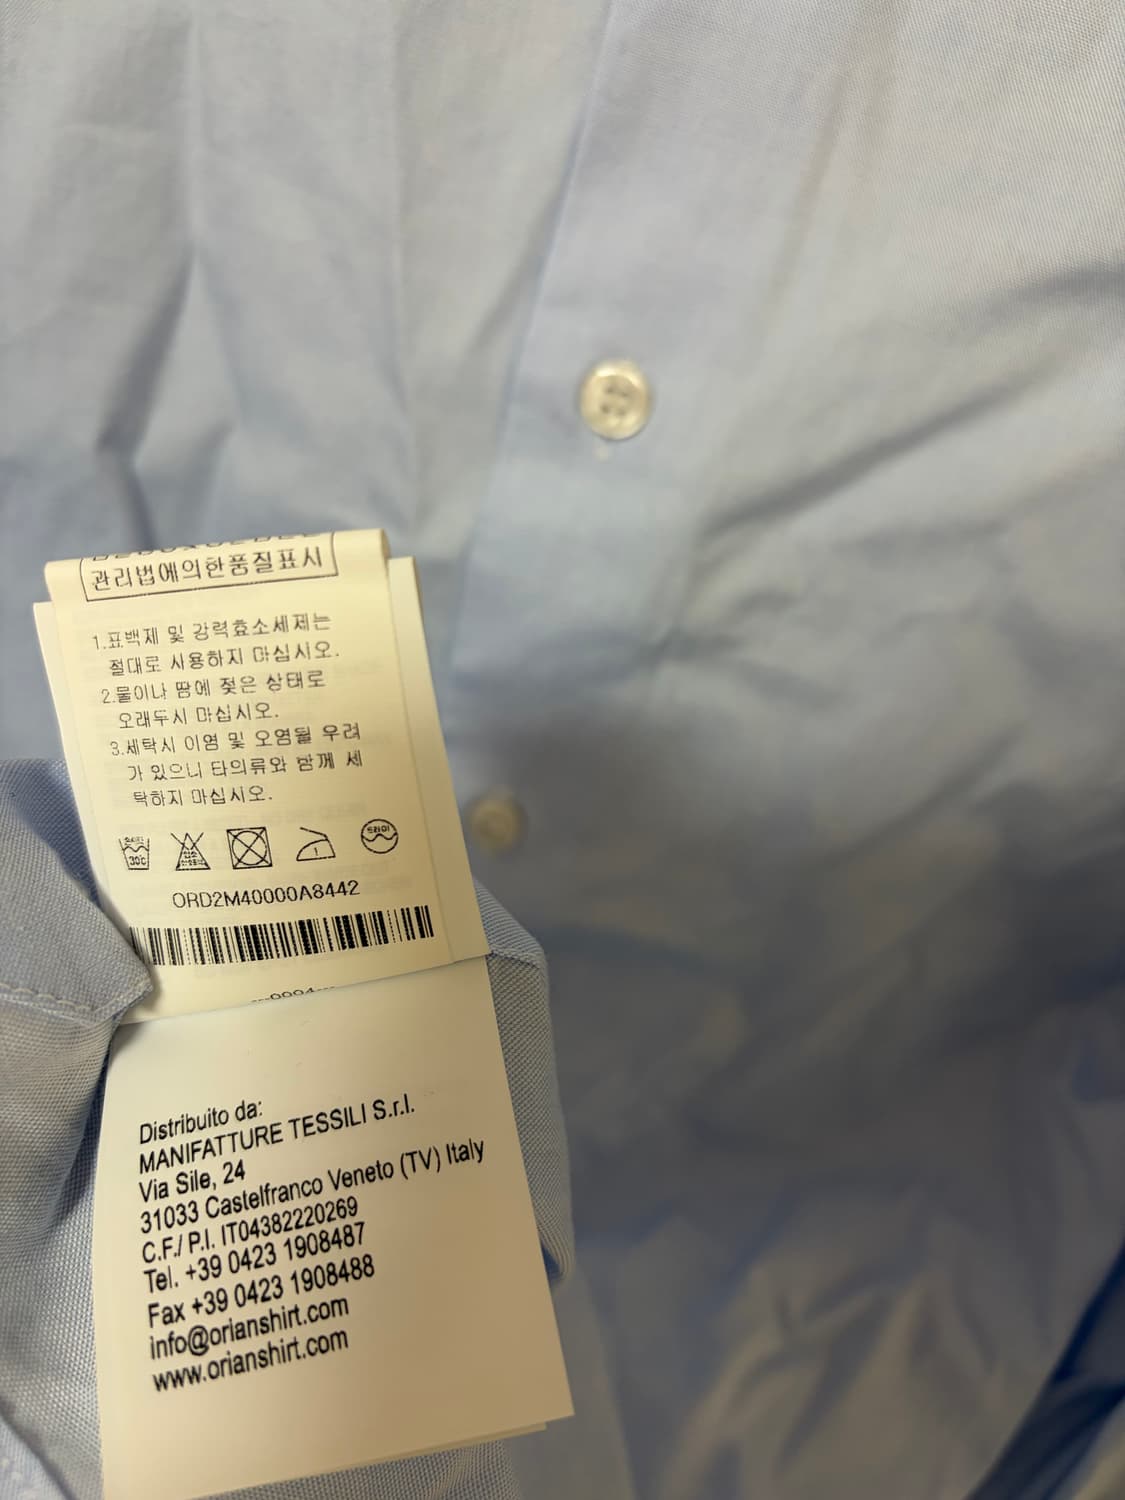 관리법에의한품질표시
1.표백제 및 강력효소세제는
절대로 사용하지 마십시오.
2.물이나 땀에 젖은 상태로
오래두시 마십시오.
3.세탁시 이염 및 오염될 우려
가 있으니 타의류와 함께 세
탁하지 마십시오.
30℃ 드라이
ORD2M40000A8442
Distribuito da:
MANIFATTURE TESSILI S.r.l.
Via Sile, 24
31033 Castelfranco Veneto (TV) Italy
C.F./ P.I. IT04382220269
Tel. +39 0423 1908487
Fax +39 0423 1908488
info@orianshirt.com
www.orianshirt.com